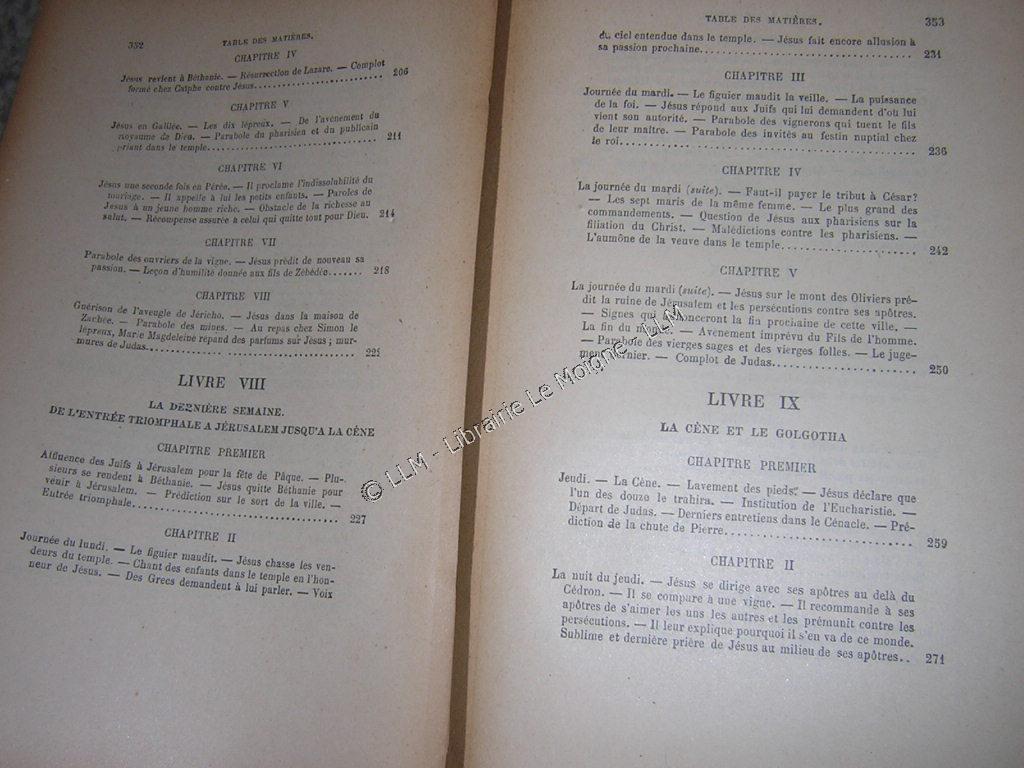 332
TABLE DES MATIÈRES.
CHAPITRE IV
Jésus revient à Béthanie. — Résurrection de Lazare. — Complot
formé chez Caïphe contre Jésus. 206
CHAPITRE V
Jésus en Galilée. — Les dix lépreux. — De l'avénement du
royaume de Dieu. — Parabole du pharisien et du publicain
priant dans le temple. 211
CHAPITRE VI
Jésus une seconde fois en Pérée. — Il proclame l'indissolubilité du
mariage. — Il appelle à lui les petits enfants. — Paroles de
Jésus à un jeune homme riche. — Obstacle de la richesse au
salut. — Récompense assurée à celui qui quitte tout pour Dieu. 214
CHAPITRE VII
Parabole des ouvriers de la vigne. — Jésus prédit de nouveau sa
passion. — Leçon d'humilité donnée aux fils de Zébédée....... 218
CHAPITRE VIII
Guérison de l'aveugle de Jéricho. — Jésus dans la maison de
Zachée. — Parabole des mines. — Au repas chez Simon le
lépreux, Marie Magdeleine répand des parfums sur Jésus ; mur-
mures de Judas. 221
LIVRE VIII
LA DERNIÈRE SEMAINE.
DE L'ENTRÉE TRIOMPHALE A JÉRUSALEM JUSQU'A LA CÈNE
CHAPITRE PREMIER
Affluence des Juifs à Jérusalem pour la fête de Pâque. — Plu-
sieurs se rendent à Béthanie. — Jésus quitte Béthanie pour
venir à Jérusalem. — Prédiction sur le sort de la ville. —
Entrée triomphale. 227
CHAPITRE II
Journée du lundi. — Le figuier maudit. — Jésus chasse les ven-
deurs du temple. — Chant des enfants dans le temple en l'hon-
neur de Jésus. — Des Grecs demandent à lui parler. — Voix
TABLE DES MATIÈRES.
353
du ciel entendue dans le temple. — Jésus fait encore allusion à
sa passion prochaine. 231
CHAPITRE III
Journée du mardi. — Le figuier maudit la veille. — La puissance
de la foi. — Jésus répond aux Juifs qui lui demandent d'où lui
vient son autorité. — Parabole des vignerons qui tuent le fils
de leur maître. — Parabole des invités au festin nuptial chez
le roi. 236
CHAPITRE IV
La journée du mardi (suite). — Faut-il payer le tribut à César?
— Les sept maris de la même femme. — Le plus grand des
commandements. — Question de Jésus aux pharisiens sur la
filiation du Christ. — Malédictions contre les pharisiens. —
L'aumône de la veuve dans le temple. 242
CHAPITRE V
La journée du mardi (suite). — Jésus sur le mont des Oliviers pré-
dit la ruine de Jérusalem et les persécutions contre ses apôtres.
— Signes qui annonceront la fin prochaine de cette ville. —
La fin du monde. — Avénement imprévu du Fils de l'homme.
— Parabole des vierges sages et des vierges folles. — Le juge-
ment dernier. — Complot de Judas. 250
LIVRE IX
LA CÈNE ET LE GOLGOTHA
CHAPITRE PREMIER
Jeudi. — La Cène. — Lavement des pieds. — Jésus déclare que
l'un des douze le trahira. — Institution de l'Eucharistie. —
Départ de Judas. — Derniers entretiens dans le Cénacle. — Pré-
diction de la chute de Pierre. 259
CHAPITRE II
La nuit du jeudi. — Jésus se dirige avec ses apôtres au delà du
Cédron. — Il se compare à une vigne. — Il recommande à ses
apôtres de s'aimer les uns les autres et les prémunit contre les
persécutions. — Il leur explique pourquoi il s'en va de ce monde.
Sublime et dernière prière de Jésus au milieu de ses apôtres.. 271
© LLM - Librairie Le Moigne - LLM